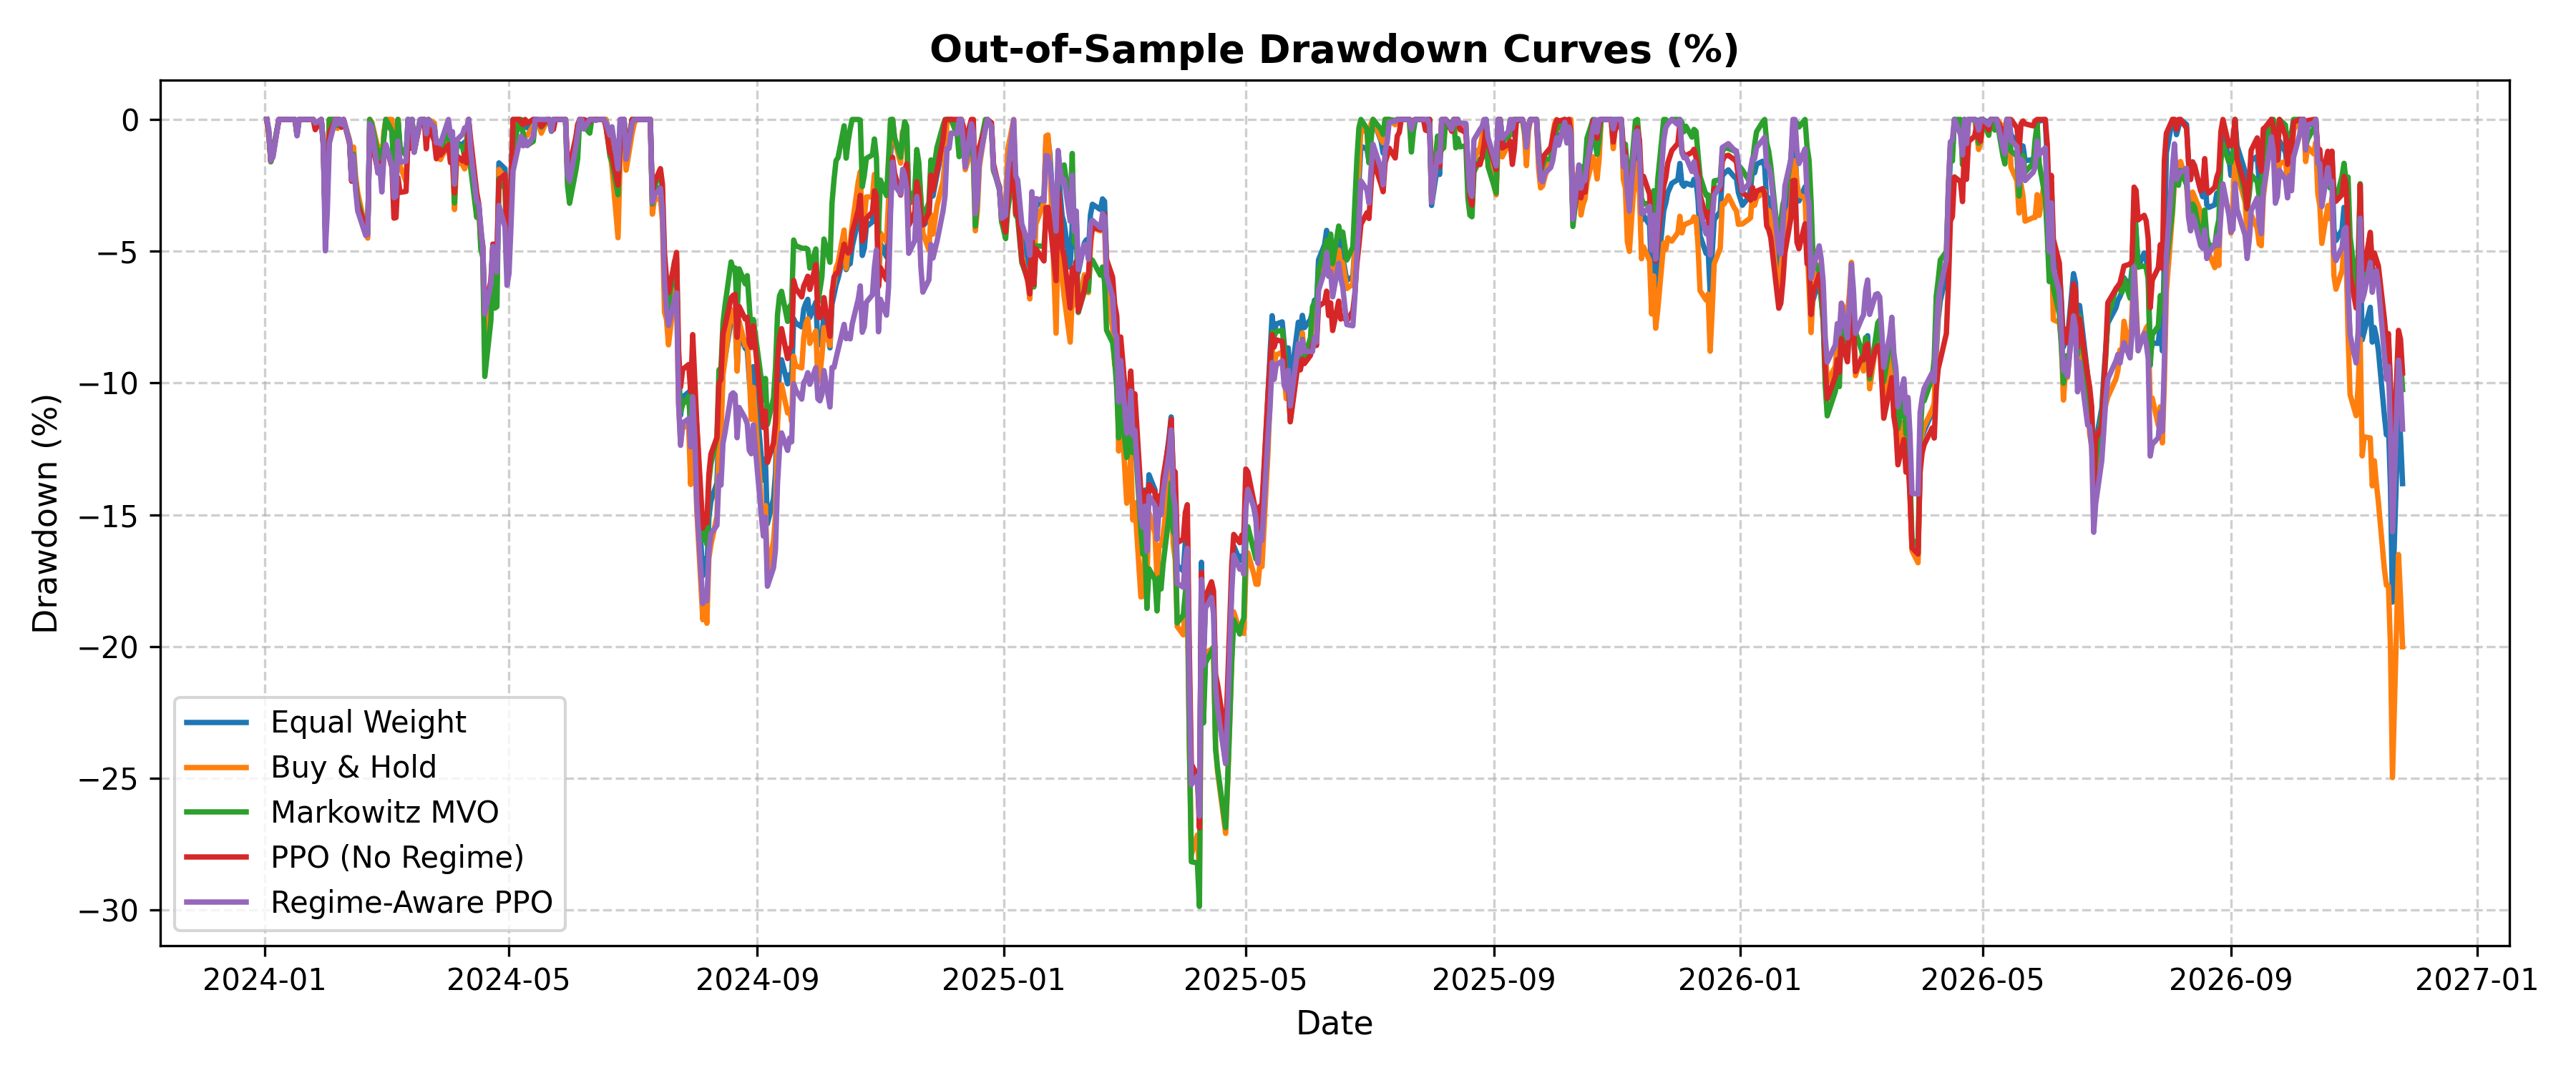 Out-of-Sample Drawdown Curves (%)
Drawdown (%)
0
−5
−10
−15
−20
−25
−30
Equal Weight
Buy & Hold
Markowitz MVO
PPO (No Regime)
Regime-Aware PPO
2024-01
2024-05
2024-09
2025-01
2025-05
2025-09
2026-01
2026-05
2026-09
2027-01
Date